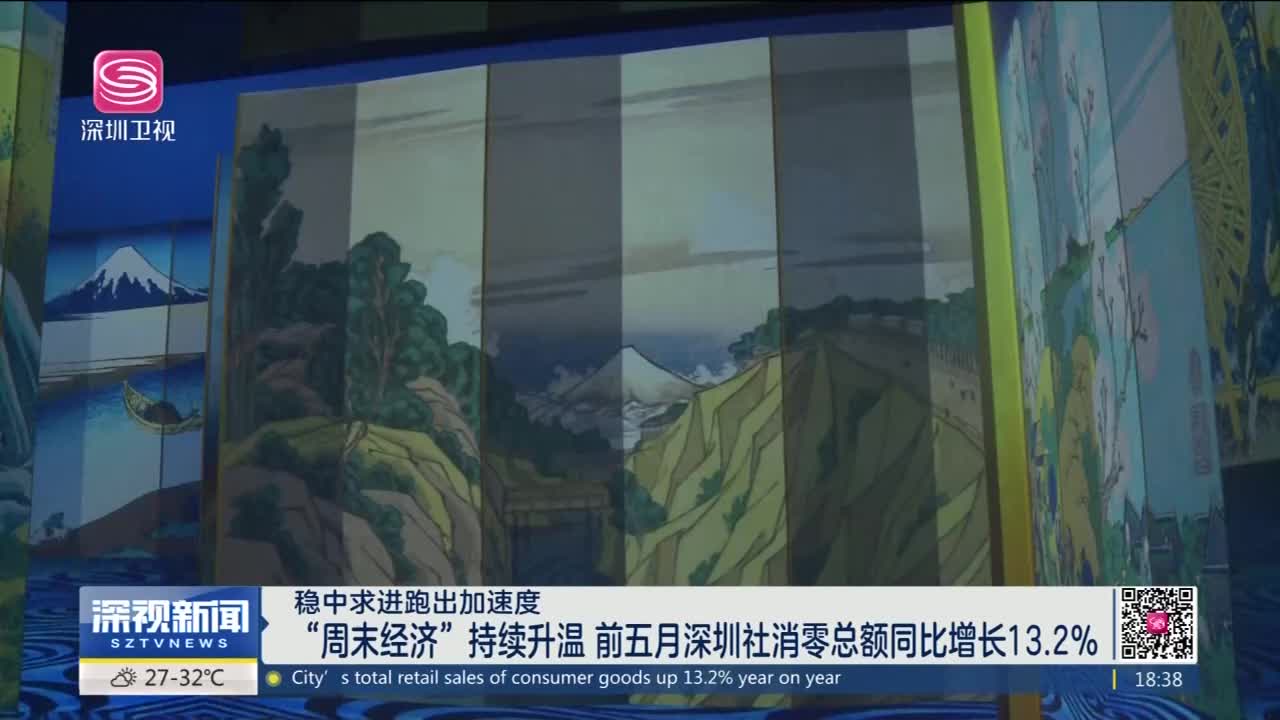 深圳卫视
稳中求进跑出加速度
深视新闻
SZTVNEWS
“周末经济”持续升温 前五月深圳社消零总额同比增长13.2%
27-32℃
City's total retail sales of consumer goods up 13.2% year on year
18:38